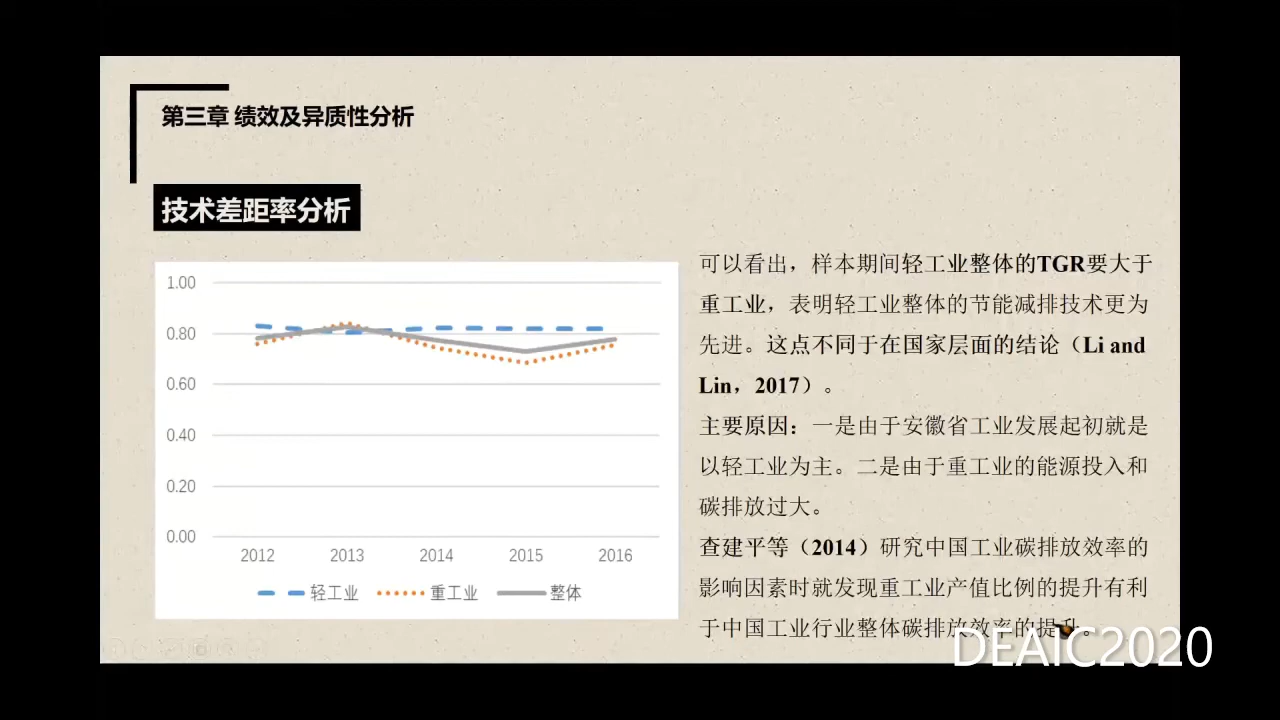 第三章 绩效及异质性分析
技术差距率分析
1.00
0.80
0.60
0.40
0.20
0.00
2012 2013 2014 2015 2016
轻工业 重工业 整体
可以看出，样本期间轻工业整体的TGR要大于
重工业，表明轻工业整体的节能减排技术更为
先进。这点不同于在国家层面的结论（Li and
Lin，2017）。
主要原因：一是由于安徽省工业发展起初就是
以轻工业为主。二是由于重工业的能源投入和
碳排放过大。
查建平等（2014）研究中国工业碳排放效率的
影响因素时就发现重工业产值比例的提升有利
于中国工业行业整体碳排放效率的提升。
DEAIC2020